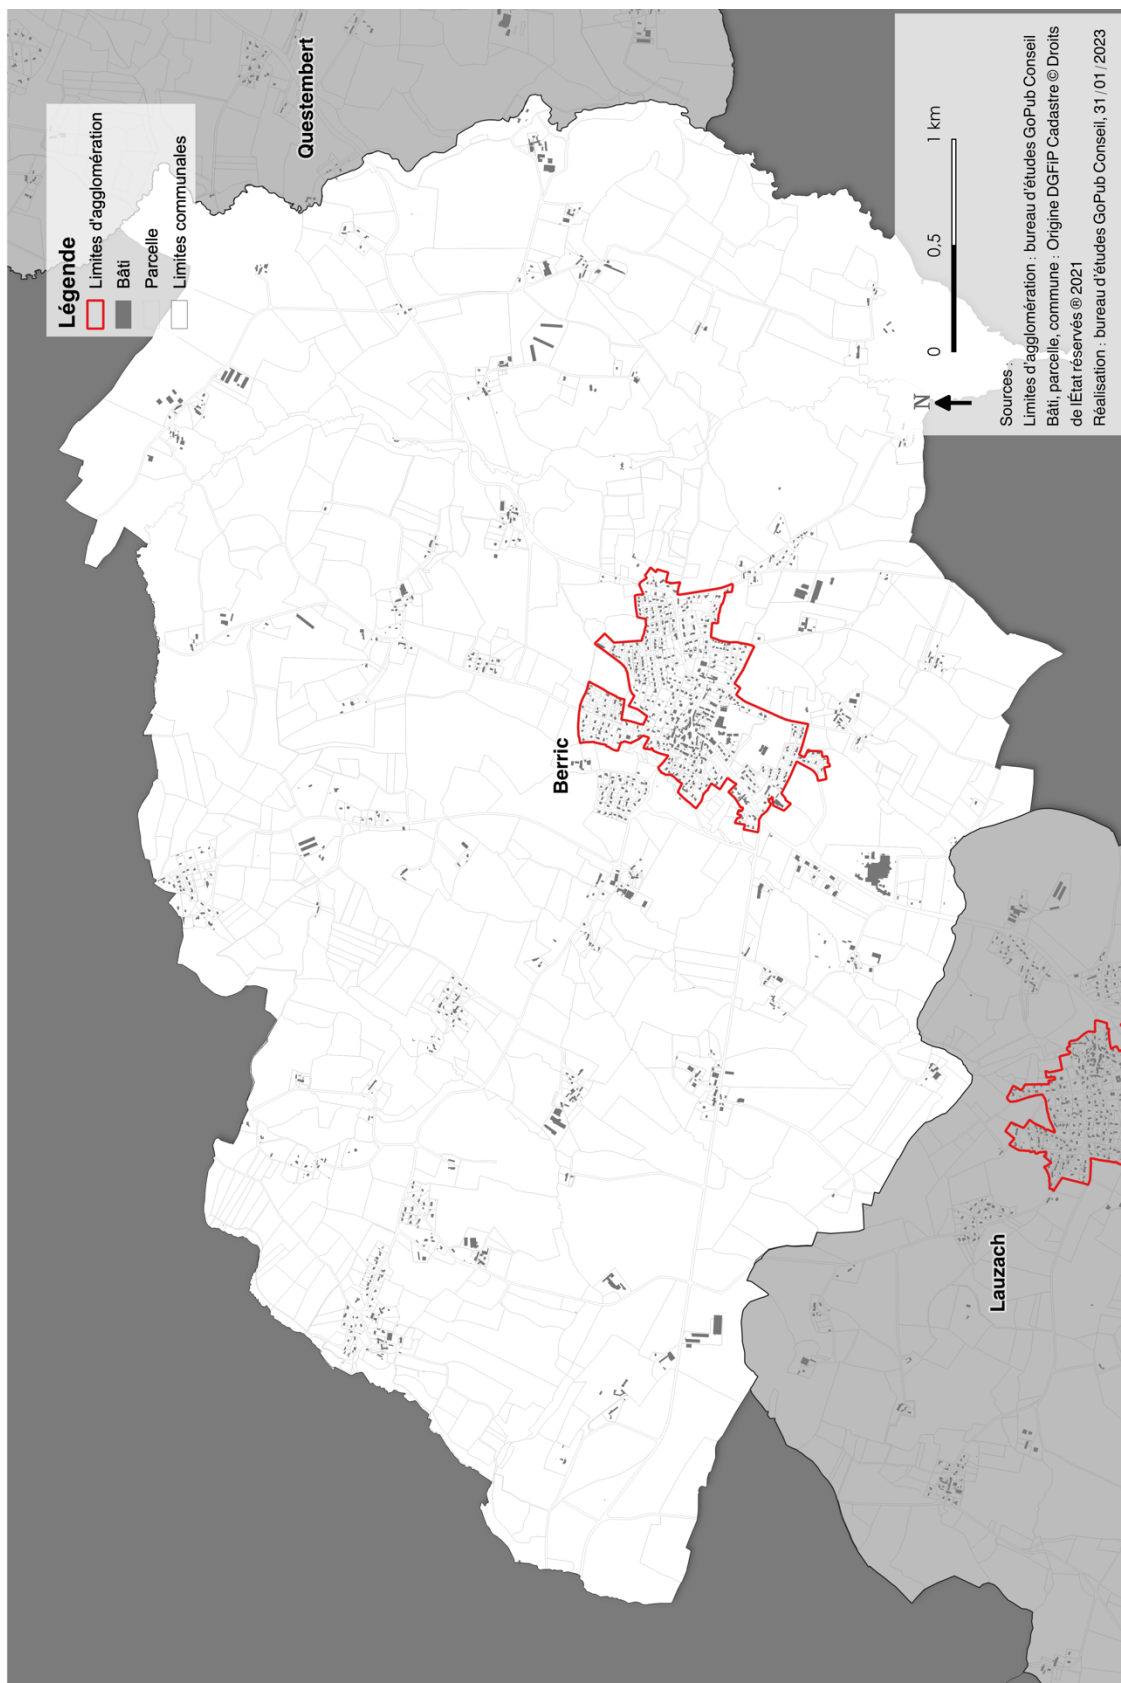 Légende
Limites d'agglomération
Bâti
Parcelle
Limites communales
Questembert
Berric
Lauzach
N
0 0,5 1 km
Sources :
Limites d'agglomération : bureau d'études GoPub Conseil
Bâti, parcelle, commune : Origine DGFiP Cadastre © Droits
de l'État réservés ® 2021
Réalisation : bureau d'études GoPub Conseil, 31/01/2023